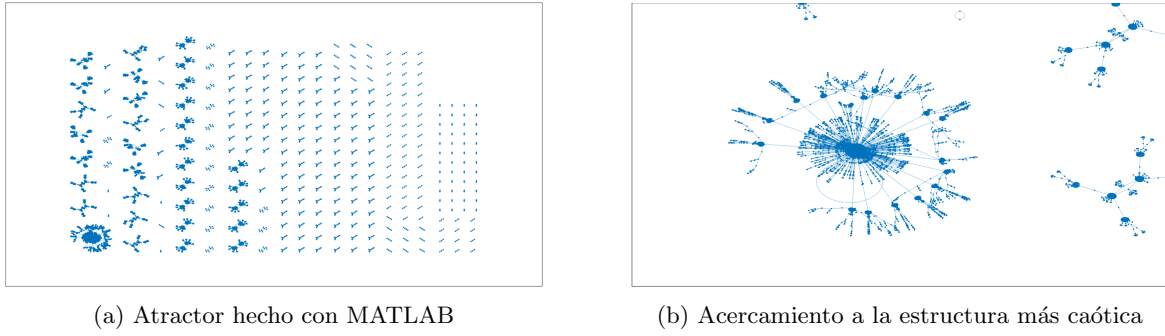 (a) Atractor hecho con MATLAB
(b) Acercamiento a la estructura más caótica